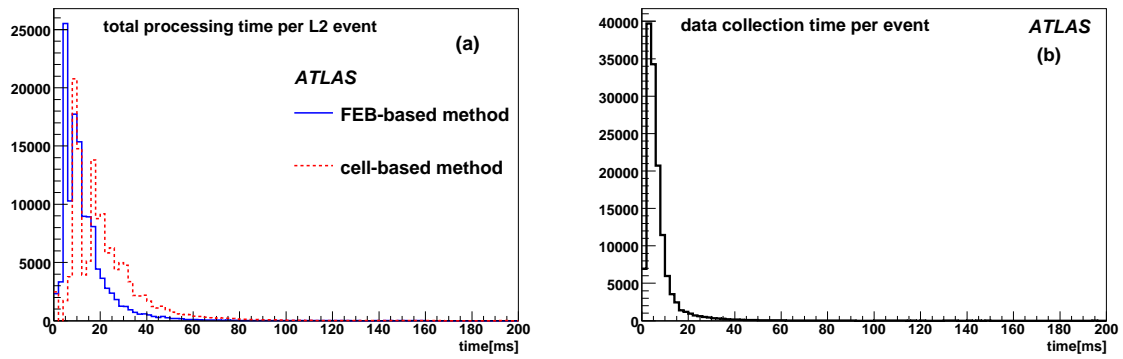 total processing time per L2 event
(a)
ATLAS
FEB-based method
cell-based method
25000
20000
15000
10000
5000
0
0 20 40 60 80 100 120 140 160 180 200
time[ms]
data collection time per event
ATLAS
(b)
40000
35000
30000
25000
20000
15000
10000
5000
0
0 20 40 60 80 100 120 140 160 180 200
time[ms]